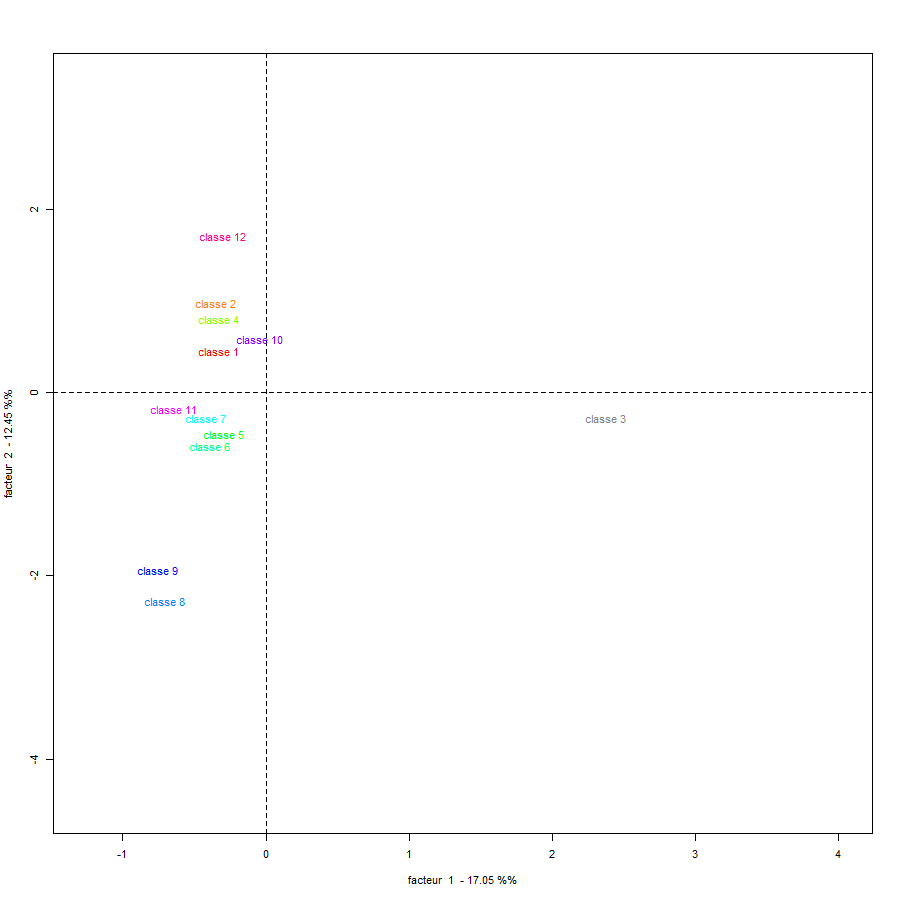 2
classe 12
classe 2
classe 4
classe 10
classe 1
0
classe 11
classe 7
classe 3
classe 5
classe 6
facteur 2 - 12.45 %%
classe 9
-2
classe 8
-4
-1 0 1 2 3 4
facteur 1 - 17.05 %%